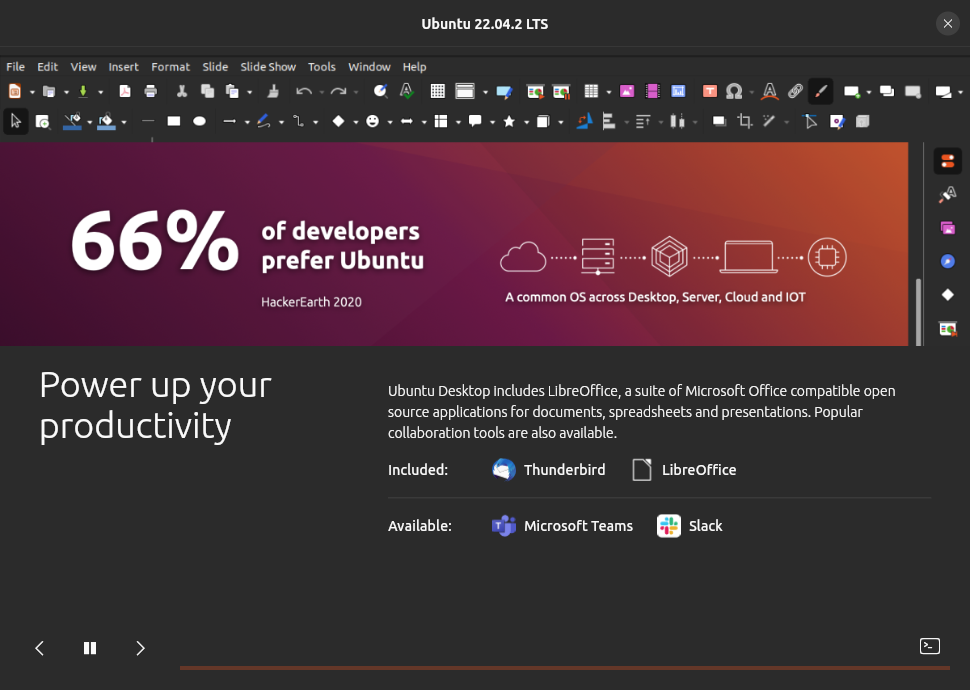 Ubuntu 22.04.2 LTS
File Edit View Insert Format Slide Slide Show Tools Window Help
66% of developers
prefer Ubuntu
HackerEarth 2020
A common OS across Desktop, Server, Cloud and IOT
Power up your
productivity
Ubuntu Desktop includes LibreOffice, a suite of Microsoft Office compatible open
source applications for documents, spreadsheets and presentations. Popular
collaboration tools are also available.
Included: Thunderbird LibreOffice
Available: Microsoft Teams Slack